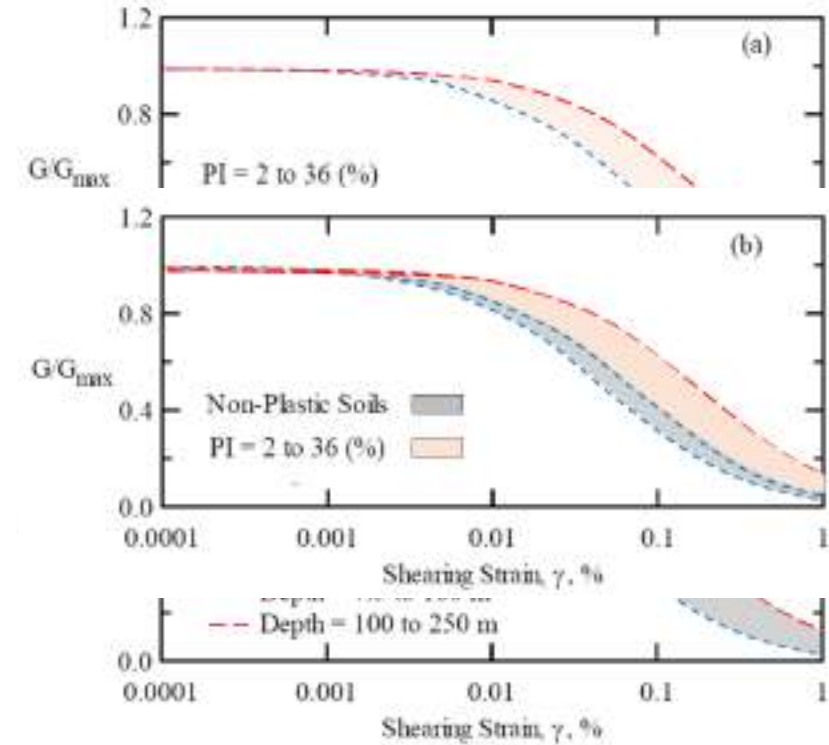 1.2
(a)
0.8
G/Gmax
PI = 2 to 36 (%)
1.2
(b)
0.8
G/Gmax
Non-Plastic Soils
0.4
PI = 2 to 36 (%)
0.0
0.0001 0.001 0.01 0.1 1
Shearing Strain, γ, %
Depth = 100 to 250 m
0.0
0.0001 0.001 0.01 0.1 1
Shearing Strain, γ, %